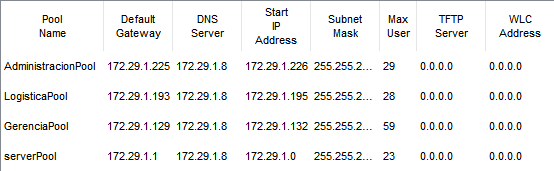 Pool Name Default Gateway DNS Server Start IP Address Subnet Mask Max User TFTP Server WLC Address
AdministracionPool 172.29.1.225 172.29.1.8 172.29.1.226 255.255.2... 29 0.0.0.0 0.0.0.0
LogisticaPool 172.29.1.193 172.29.1.8 172.29.1.195 255.255.2... 28 0.0.0.0 0.0.0.0
GerenciaPool 172.29.1.129 172.29.1.8 172.29.1.132 255.255.2... 59 0.0.0.0 0.0.0.0
serverPool 172.29.1.1 172.29.1.8 172.29.1.0 255.255.2... 23 0.0.0.0 0.0.0.0